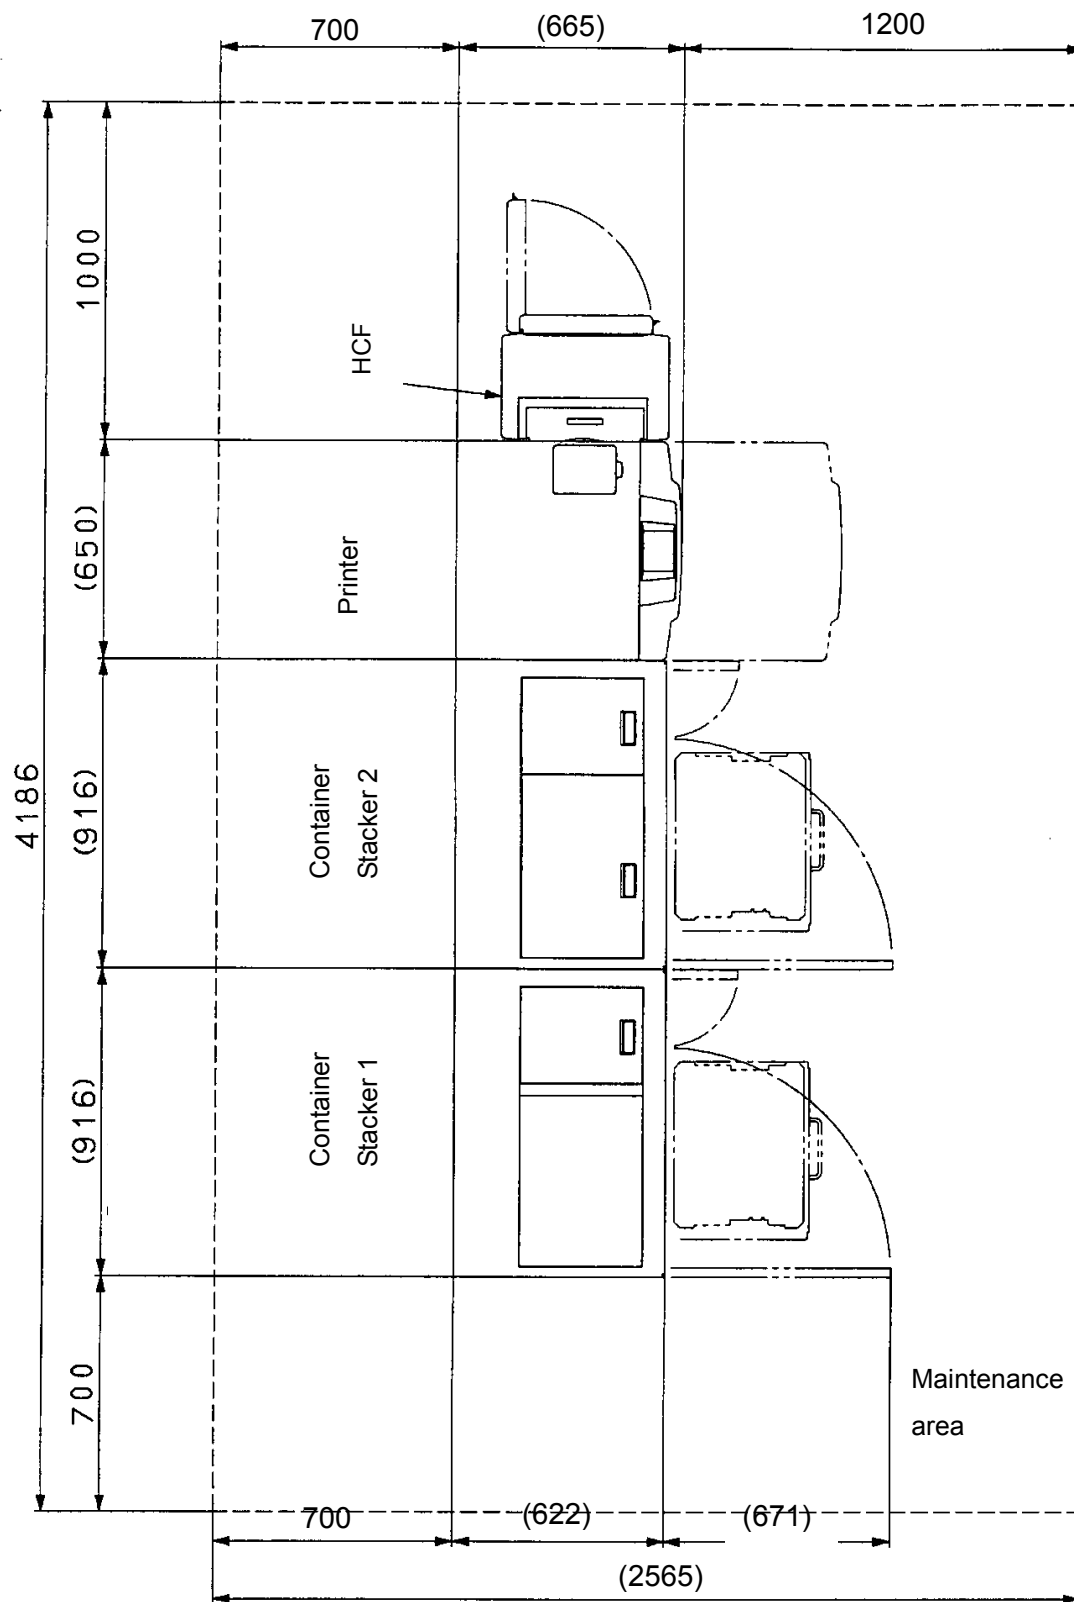 700
(665)
1200
1000
HCF
(650)
Printer
4186
(916)
Container
Stacker 2
(916)
Container
Stacker 1
700
Maintenance
area
700
(622)
(671)
(2565)